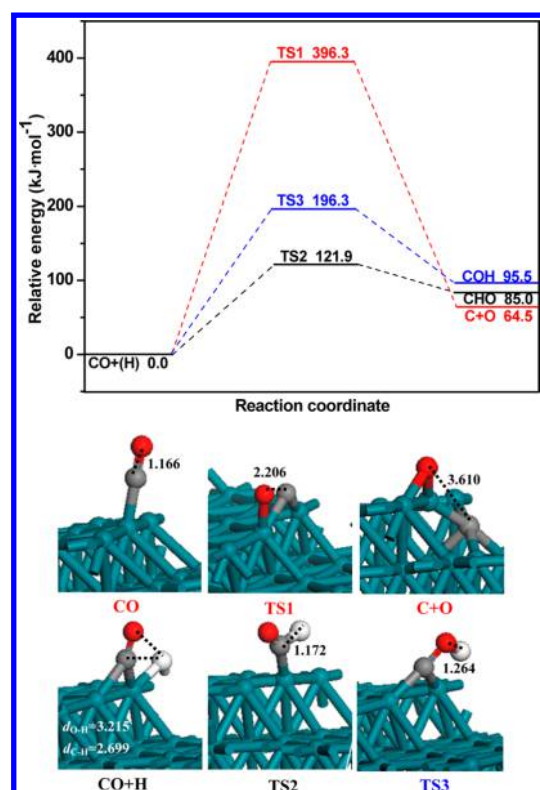 Relative energy (kJ·mol⁻¹)
400
300
200
100
0
TS1 396.3
TS3 196.3
TS2 121.9
COH 95.5
CHO 85.0
C+O 64.5
CO+(H) 0.0
Reaction coordinate
1.166
2.206
3.610
CO
TS1
C+O
dO-H=3.215
dC-H=2.699
1.172
1.264
CO+H
TS2
TS3